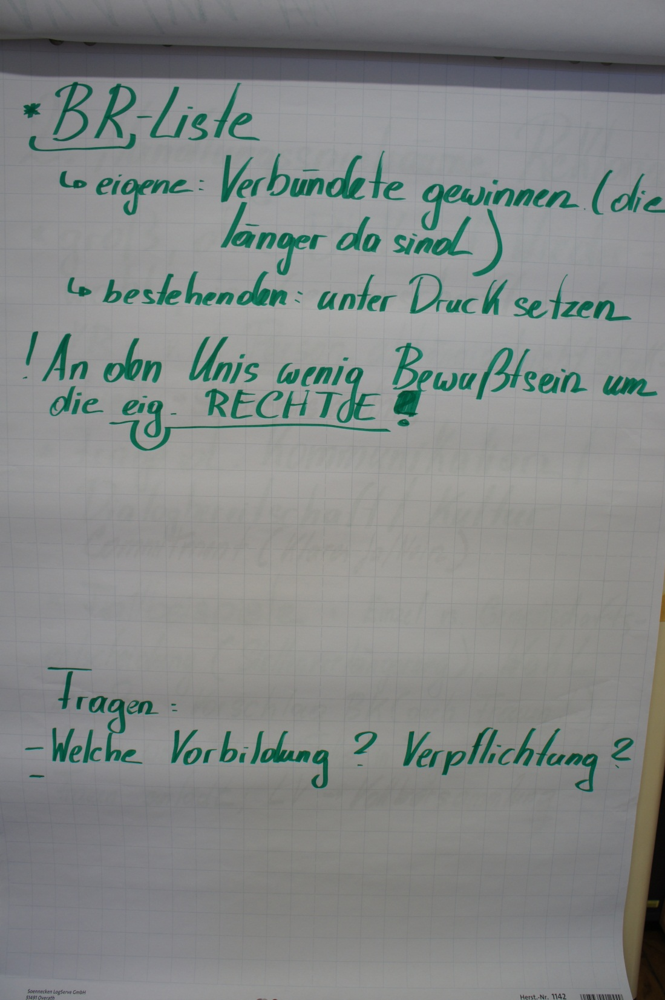 * BR-Liste
↳ eigene: Verbündete gewinnen (die
länger da sind)
↳ bestehenden: unter Druck setzen
! An den Unis wenig Bewußtsein um
die eig. RECHTE!
Fragen:
- Welche Vorbildung? Verpflichtung?
-
Soennecken LogServe GmbH
51491 Overath
Herst.-Nr. 1142